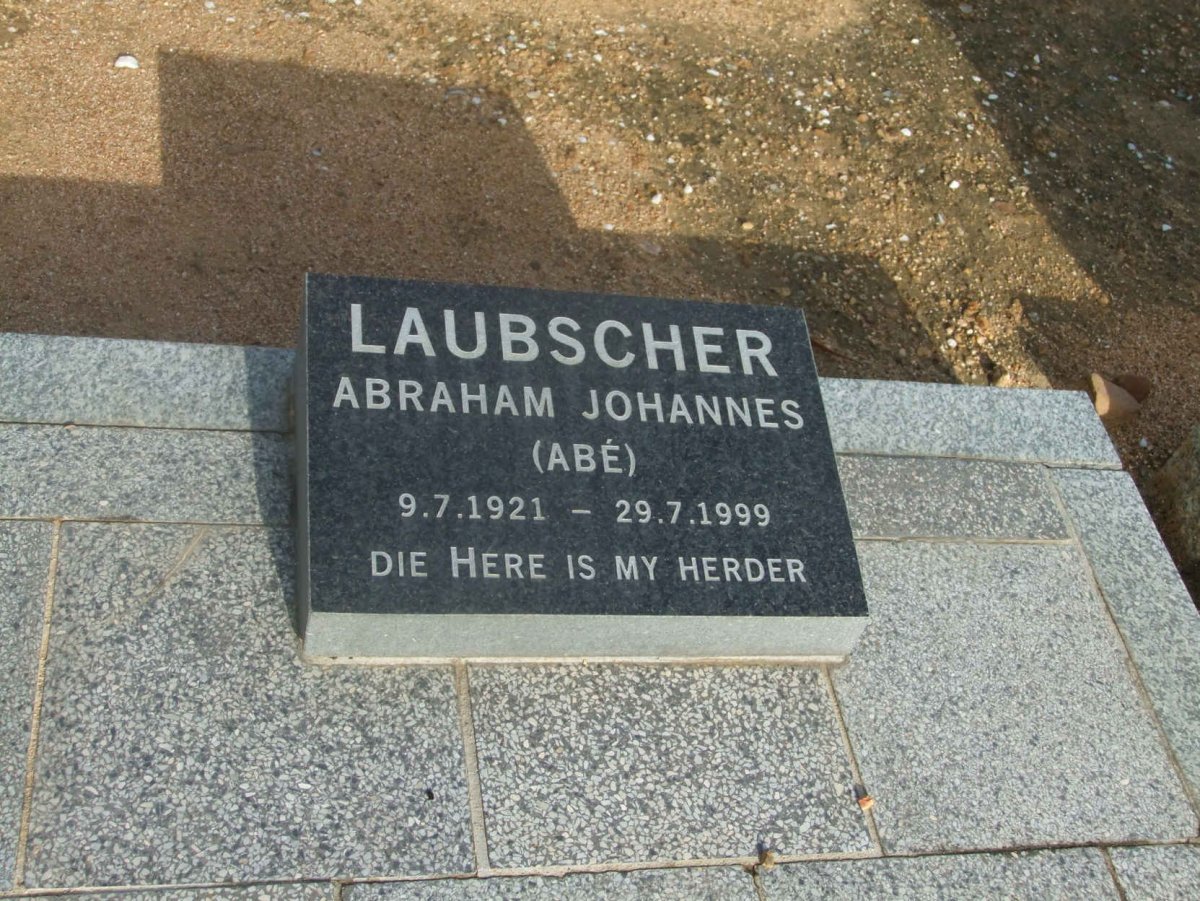 LAUBSCHER
ABRAHAM JOHANNES
(ABÉ)
9.7.1921 – 29.7.1999
DIE HERE IS MY HERDER